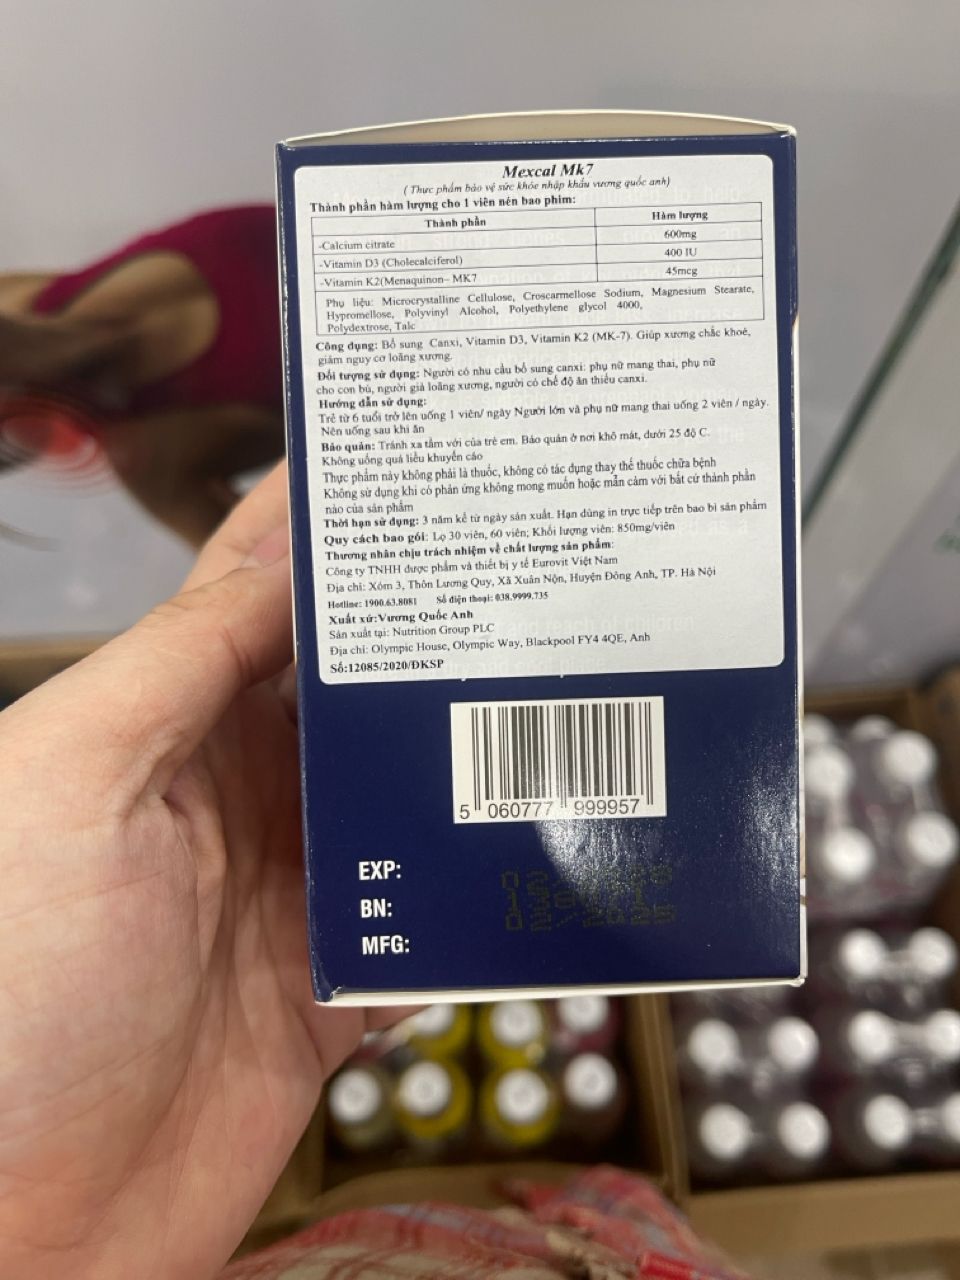 Mexcal Mk7
( Thực phẩm bảo vệ sức khỏe nhập khẩu vương quốc anh)
Thành phần hàm lượng cho 1 viên nén bao phim:
Thành phần Hàm lượng
-Calcium citrate 600mg
-Vitamin D3 (Cholecalciferol) 400 IU
-Vitamin K2(Menaquinon- MK7 45mcg
Phụ liệu: Microcrystalline Cellulose, Croscarmellose Sodium, Magnesium Stearate,
Hypromellose, Polyvinyl Alcohol, Polyethylene glycol 4000,
Polydextrose, Talc
Công dụng: Bổ sung Canxi, Vitamin D3, Vitamin K2 (MK-7). Giúp xương chắc khoẻ,
giảm nguy cơ loãng xương.
Đối tượng sử dụng: Người có nhu cầu bổ sung canxi: phụ nữ mang thai, phụ nữ
cho con bú, người già loãng xương, người có chế độ ăn thiếu canxi.
Hướng dẫn sử dụng:
Trẻ từ 6 tuổi trở lên uống 1 viên/ ngày Người lớn và phụ nữ mang thai uống 2 viên / ngày.
Nên uống sau khi ăn
Bảo quản: Tránh xa tầm với của trẻ em. Bảo quản ở nơi khô mát, dưới 25 độ C.
Không uống quá liều khuyến cáo
Thực phẩm này không phải là thuốc, không có tác dụng thay thế thuốc chữa bệnh
Không sử dụng khi có phản ứng không mong muốn hoặc mẫn cảm với bất cứ thành phần
nào của sản phẩm
Thời hạn sử dụng: 3 năm kể từ ngày sản xuất. Hạn dùng in trực tiếp trên bao bì sản phẩm
Quy cách bao gói: Lọ 30 viên, 60 viên; Khối lượng viên: 850mg/viên
Thương nhân chịu trách nhiệm về chất lượng sản phẩm:
Công ty TNHH dược phẩm và thiết bị y tế Eurovit Việt Nam
Địa chỉ: Xóm 3, Thôn Lương Quy, Xã Xuân Nộn, Huyện Đông Anh, TP. Hà Nội
Hotline: 1900.63.8081 Số điện thoại: 038.9999.735
Xuất xứ:Vương Quốc Anh
Sản xuất tại: Nutrition Group PLC
Địa chỉ: Olympic House, Olympic Way, Blackpool FY4 4QE, Anh
Số:12085/2020/ĐKSP
5 060777 999957
EXP:
BN:
MFG: